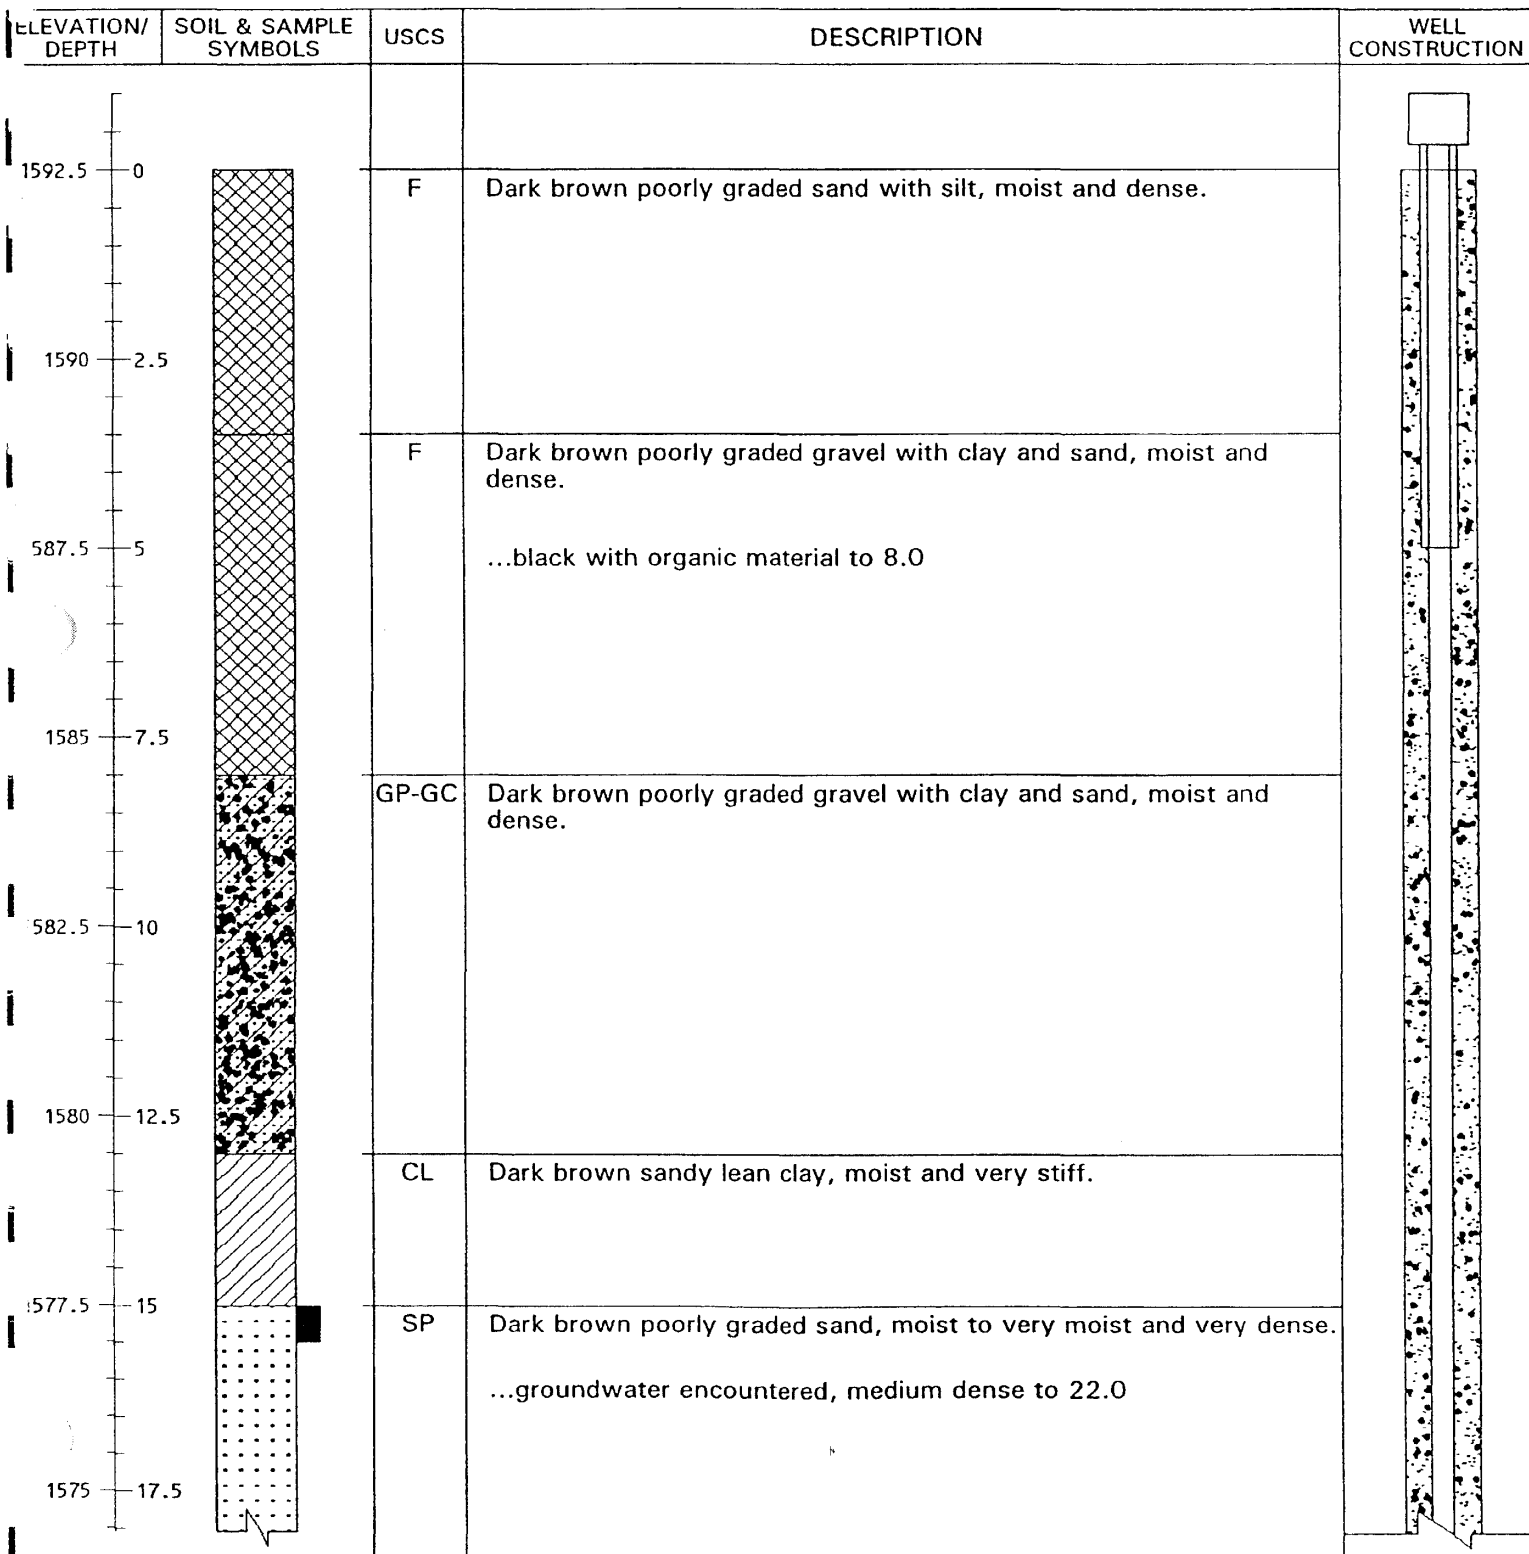 ELEVATION/ DEPTH
SOIL & SAMPLE SYMBOLS
USCS
DESCRIPTION
WELL CONSTRUCTION
1592.5 0
F Dark brown poorly graded sand with silt, moist and dense.
1590 2.5
F Dark brown poorly graded gravel with clay and sand, moist and
dense.
587.5 5
...black with organic material to 8.0
1585 7.5
GP-GC Dark brown poorly graded gravel with clay and sand, moist and
dense.
582.5 10
1580 12.5
CL Dark brown sandy lean clay, moist and very stiff.
577.5 15
SP Dark brown poorly graded sand, moist to very moist and very dense.
...groundwater encountered, medium dense to 22.0
1575 17.5